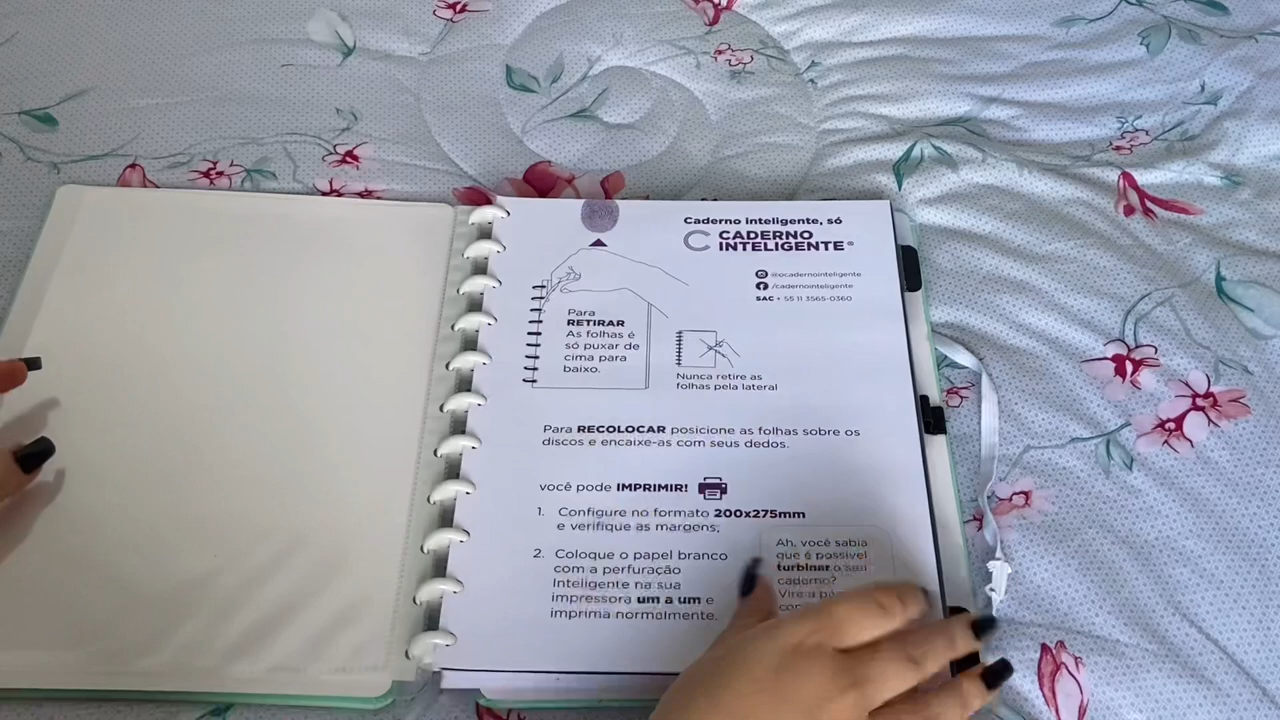 Caderno inteligente, só
C CADERNO
INTELIGENTE®
@ocadernointeligente
/cadernointeligente
SAC + 55 11 3565-0360
Para
RETIRAR
As folhas é
só puxar de
cima para
baixo.
Nunca retire as
folhas pela lateral
Para RECOLOCAR posicione as folhas sobre os
discos e encaixe-as com seus dedos.
você pode IMPRIMIR!
1. Configure no formato 200x275mm
e verifique as margens;
2. Coloque o papel branco
com a perfuração
Inteligente na sua
impressora um a um e
imprima normalmente.
Ah, você sabia
que é possível
turbinar o seu
caderno?
Vire a